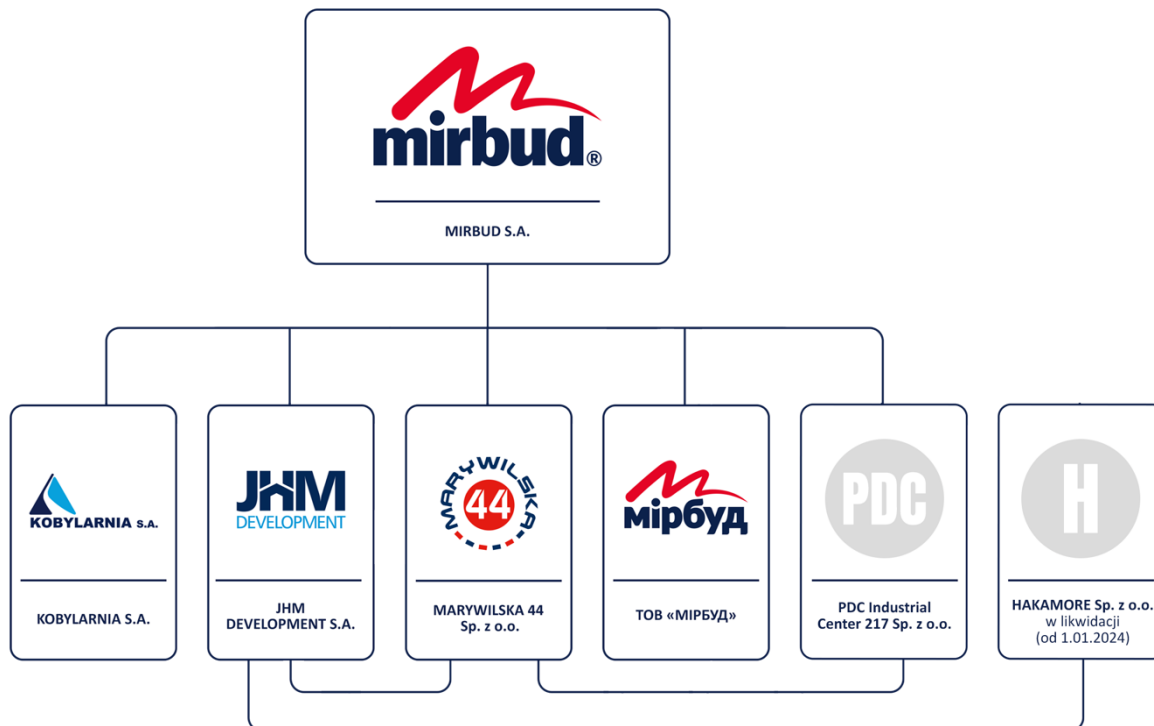 mirbud®
MIRBUD S.A.
KOBYLARNIA S.A.
KOBYLARNIA S.A.
JHM
DEVELOPMENT
JHM
DEVELOPMENT S.A.
MARYWILSKA
44
MARYWILSKA 44
Sp. z o.o.
мірбуд
ТОВ «МІРБУД»
PDC
PDC Industrial
Center 217 Sp. z o.o.
H
HAKAMORE Sp. z o.o.
w likwidacji
(od 1.01.2024)